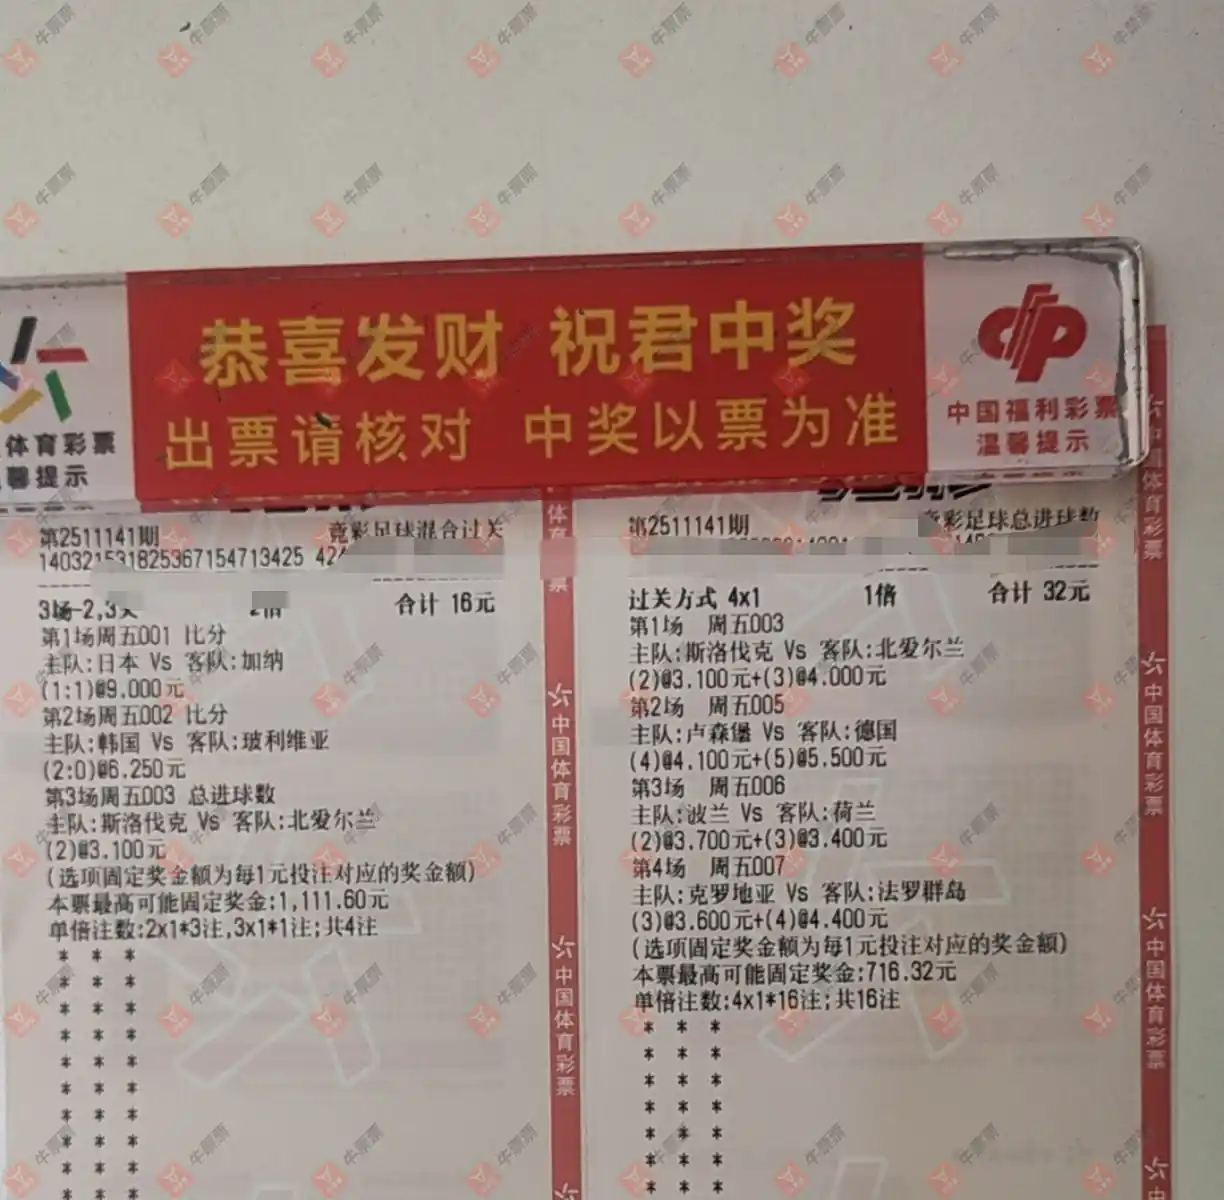 恭喜发财 祝君中奖
出票请核对 中奖以票为准
体育彩票
馨提示
中国福利彩票
温馨提示
第2511141期 竞彩足球混合过关
140321531825367154713425 424
3场-2,3关 2倍 合计 16元
第1场周五001 比分
主队:日本 Vs 客队:加纳
(1:1)@9.000元
第2场周五002 比分
主队:韩国 Vs 客队:玻利维亚
(2:0)@6.250元
第3场周五003 总进球数
主队:斯洛伐克 Vs 客队:北爱尔兰
(2)@3.100元
(选项固定奖金额为每1元投注对应的奖金额)
本票最高可能固定奖金:1,111.60元
单倍注数:2x1*3注,3x1*1注;共4注
第2511141期 竞彩足球总进球数
过关方式 4x1 1倍 合计 32元
第1场 周五003
主队:斯洛伐克 Vs 客队:北爱尔兰
(2)@3.100元+(3)@4.000元
第2场 周五005
主队:卢森堡 Vs 客队:德国
(4)@4.100元+(5)@5.500元
第3场 周五006
主队:波兰 Vs 客队:荷兰
(2)@3.700元+(3)@3.400元
第4场 周五007
主队:克罗地亚 Vs 客队:法罗群岛
(3)@3.600元+(4)@4.400元
(选项固定奖金额为每1元投注对应的奖金额)
本票最高可能固定奖金:716.32元
单倍注数:4x1*16注;共16注
中国体育彩票
牛票票